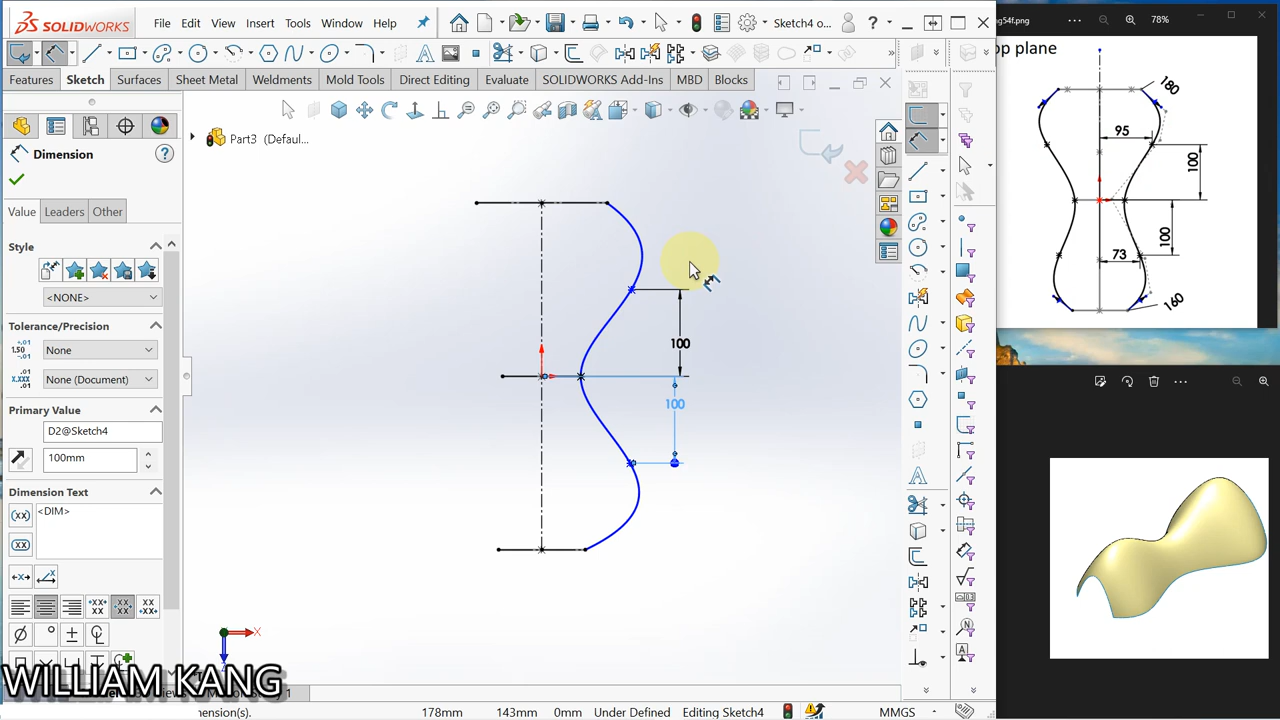 SOLIDWORKS File Edit View Insert Tools Window Help Sketch4 o... ?
ng54f.png ... 78%
Features Sketch Surfaces Sheet Metal Weldments Mold Tools Direct Editing Evaluate SOLIDWORKS Add-Ins MBD Blocks
op plane
Part3 (Defaul...
Dimension
Value Leaders Other
Style
<NONE>
Tolerance/Precision
None
None (Document)
Primary Value
D2@Sketch4
100mm
Dimension Text
<DIM>
100
100
X
180
95
100
100
73
160
WILLIAM KANG
mension(s). 178mm 143mm 0mm Under Defined Editing Sketch4 MMGS